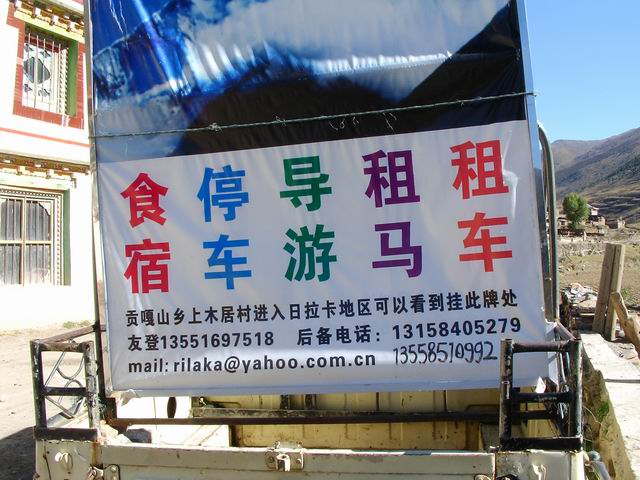 食 停 导 租 租
宿 车 游 马 车
贡嘎山乡上木居村进入日拉卡地区可以看到挂此牌处
友登13551697518 后备电话：13158405279
mail:rilaka@yahoo.com.cn 13558510992